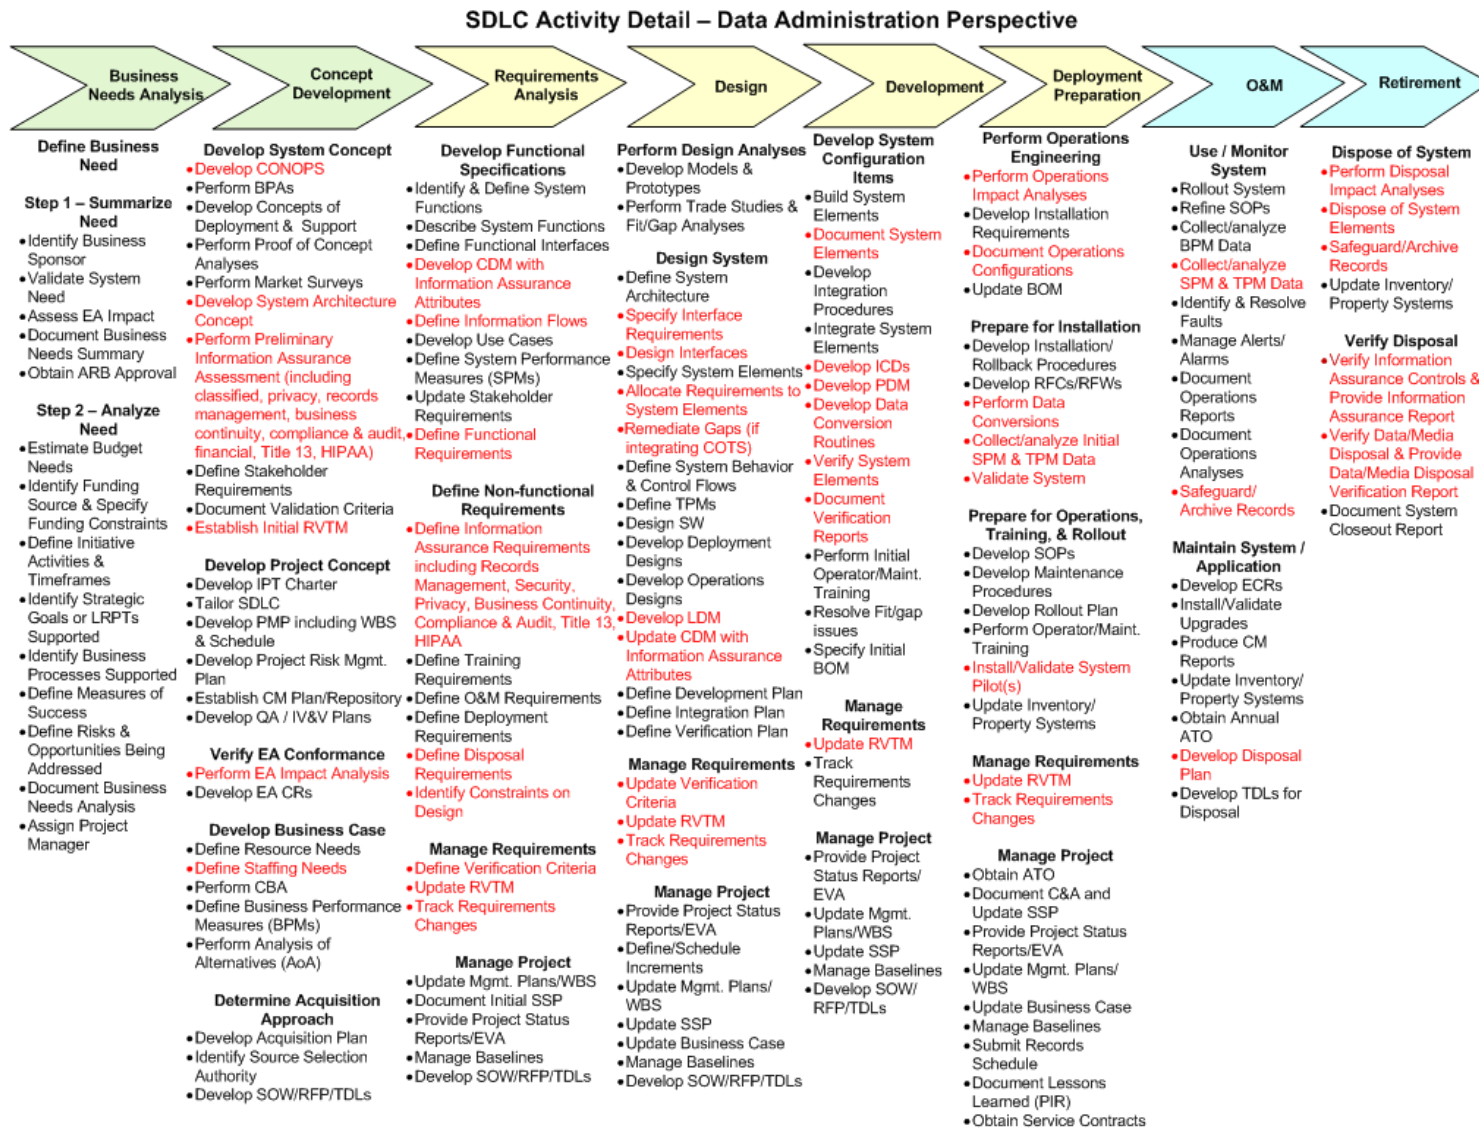 SDLC Activity Detail – Data Administration Perspective
Business
Needs Analysis
Concept
Development
Requirements
Analysis
Design
Development
Deployment
Preparation
O&M
Retirement
Define Business
Need
Step 1 – Summarize
Need
•Identify Business
Sponsor
•Validate System
Need
•Assess EA Impact
•Document Business
Needs Summary
•Obtain ARB Approval
Step 2 – Analyze
Need
•Estimate Budget
Needs
•Identify Funding
Source & Specify
Funding Constraints
•Define Initiative
Activities &
Timeframes
•Identify Strategic
Goals or LRPTs
Supported
•Identify Business
Processes Supported
•Define Measures of
Success
•Define Risks &
Opportunities Being
Addressed
•Document Business
Needs Analysis
•Assign Project
Manager
Develop System Concept
•Develop CONOPS
•Perform BPAs
•Develop Concepts of
Deployment & Support
•Perform Proof of Concept
Analyses
•Perform Market Surveys
•Develop System Architecture
Concept
•Perform Preliminary
Information Assurance
Assessment (including
classified, privacy, records
management, business
continuity, compliance & audit,
financial, Title 13, HIPAA)
•Define Stakeholder
Requirements
•Document Validation Criteria
•Establish Initial RVTM
Develop Project Concept
•Develop IPT Charter
•Tailor SDLC
•Develop PMP including WBS
& Schedule
•Develop Project Risk Mgmt.
Plan
•Establish CM Plan/Repository
•Develop QA / IV&V Plans
Verify EA Conformance
•Perform EA Impact Analysis
•Develop EA CRs
Develop Business Case
•Define Resource Needs
•Define Staffing Needs
•Perform CBA
•Define Business Performance
Measures (BPMs)
•Perform Analysis of
Alternatives (AoA)
Determine Acquisition
Approach
•Develop Acquisition Plan
•Identify Source Selection
Authority
•Develop SOW/RFP/TDLs
Develop Functional
Specifications
•Identify & Define System
Functions
•Describe System Functions
•Define Functional Interfaces
•Develop CDM with
Information Assurance
Attributes
•Define Information Flows
•Develop Use Cases
•Define System Performance
Measures (SPMs)
•Update Stakeholder
Requirements
•Define Functional
Requirements
Define Non-functional
Requirements
•Define Information
Assurance Requirements
including Records
Management, Security,
Privacy, Business Continuity,
Compliance & Audit, Title 13,
HIPAA
•Define Training
Requirements
•Define O&M Requirements
•Define Deployment
Requirements
•Define Disposal
Requirements
•Identify Constraints on
Design
Manage Requirements
•Define Verification Criteria
•Update RVTM
•Track Requirements
Changes
Manage Project
•Update Mgmt. Plans/WBS
•Document Initial SSP
•Provide Project Status
Reports/EVA
•Manage Baselines
•Develop SOW/RFP/TDLs
Perform Design Analyses
•Develop Models &
Prototypes
•Perform Trade Studies &
Fit/Gap Analyses
Design System
•Define System
Architecture
•Specify Interface
Requirements
•Design Interfaces
•Specify System Elements
•Allocate Requirements to
System Elements
•Remediate Gaps (if
integrating COTS)
•Define System Behavior
& Control Flows
•Define TPMs
•Design SW
•Develop Deployment
Designs
•Develop Operations
Designs
•Develop LDM
•Update CDM with
Information Assurance
Attributes
•Define Development Plan
•Define Integration Plan
•Define Verification Plan
Manage Requirements
•Update Verification
Criteria
•Update RVTM
•Track Requirements
Changes
Manage Project
•Provide Project Status
Reports/EVA
•Define/Schedule
Increments
•Update Mgmt. Plans/
WBS
•Update SSP
•Update Business Case
•Manage Baselines
•Develop SOW/RFP/TDLs
Develop System
Configuration
Items
•Build System
Elements
•Document System
Elements
•Develop
Integration
Procedures
•Integrate System
Elements
•Develop ICDs
•Develop PDM
•Develop Data
Conversion
Routines
•Verify System
Elements
•Document
Verification
Reports
•Perform Initial
Operator/Maint.
Training
•Resolve Fit/gap
issues
•Specify Initial
BOM
Manage
Requirements
•Update RVTM
•Track
Requirements
Changes
Manage Project
•Provide Project
Status Reports/
EVA
•Update Mgmt.
Plans/WBS
•Update SSP
•Manage Baselines
•Develop SOW/
RFP/TDLs
Perform Operations
Engineering
•Perform Operations
Impact Analyses
•Develop Installation
Requirements
•Document Operations
Configurations
•Update BOM
Prepare for Installation
•Develop Installation/
Rollback Procedures
•Develop RFCs/RFWs
•Perform Data
Conversions
•Collect/analyze Initial
SPM & TPM Data
•Validate System
Prepare for Operations,
Training, & Rollout
•Develop SOPs
•Develop Maintenance
Procedures
•Develop Rollout Plan
•Perform Operator/Maint.
Training
•Install/Validate System
Pilot(s)
•Update Inventory/
Property Systems
Manage Requirements
•Update RVTM
•Track Requirements
Changes
Manage Project
•Obtain ATO
•Document C&A and
Update SSP
•Provide Project Status
Reports/EVA
•Update Mgmt. Plans/
WBS
•Update Business Case
•Manage Baselines
•Submit Records
Schedule
•Document Lessons
Learned (PIR)
•Obtain Service Contracts
Use / Monitor
System
•Rollout System
•Refine SOPs
•Collect/analyze
BPM Data
•Collect/analyze
SPM & TPM Data
•Identify & Resolve
Faults
•Manage Alerts/
Alarms
•Document
Operations
Reports
•Document
Operations
Analyses
•Safeguard/
Archive Records
Maintain System /
Application
•Develop ECRs
•Install/Validate
Upgrades
•Produce CM
Reports
•Update Inventory/
Property Systems
•Obtain Annual
ATO
•Develop Disposal
Plan
•Develop TDLs for
Disposal
Dispose of System
•Perform Disposal
Impact Analyses
•Dispose of System
Elements
•Safeguard/Archive
Records
•Update Inventory/
Property Systems
Verify Disposal
•Verify Information
Assurance Controls &
Provide Information
Assurance Report
•Verify Data/Media
Disposal & Provide
Data/Media Disposal
Verification Report
•Document System
Closeout Report